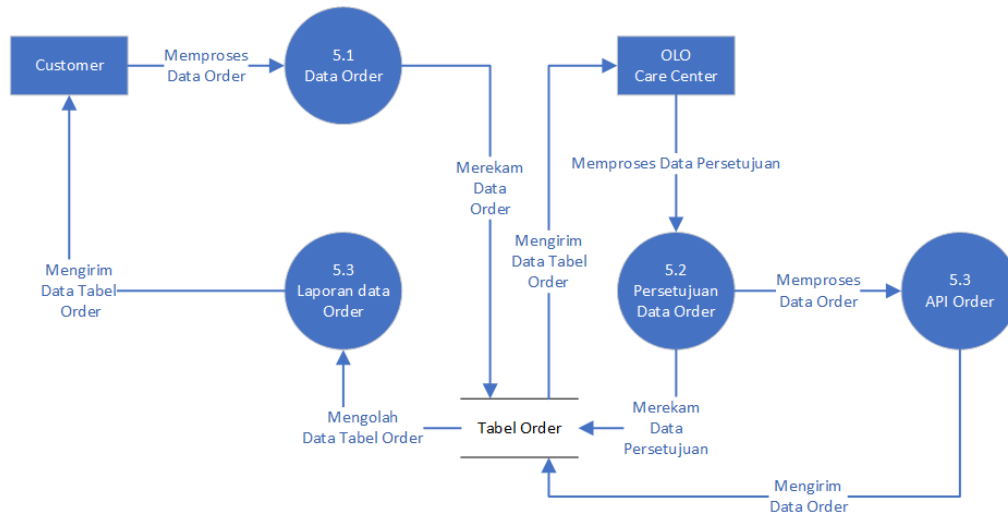 Customer
Memproses
Data Order
5.1
Data Order
OLO
Care Center
Merekam
Data
Order
Memproses Data Persetujuan
Mengirim
Data Tabel
Order
Mengirim
Data Tabel
Order
5.3
Laporan data
Order
5.2
Persetujuan
Data Order
Memproses
Data Order
5.3
API Order
Mengolah
Data Tabel Order
Tabel Order
Merekam
Data
Persetujuan
Mengirim
Data Order